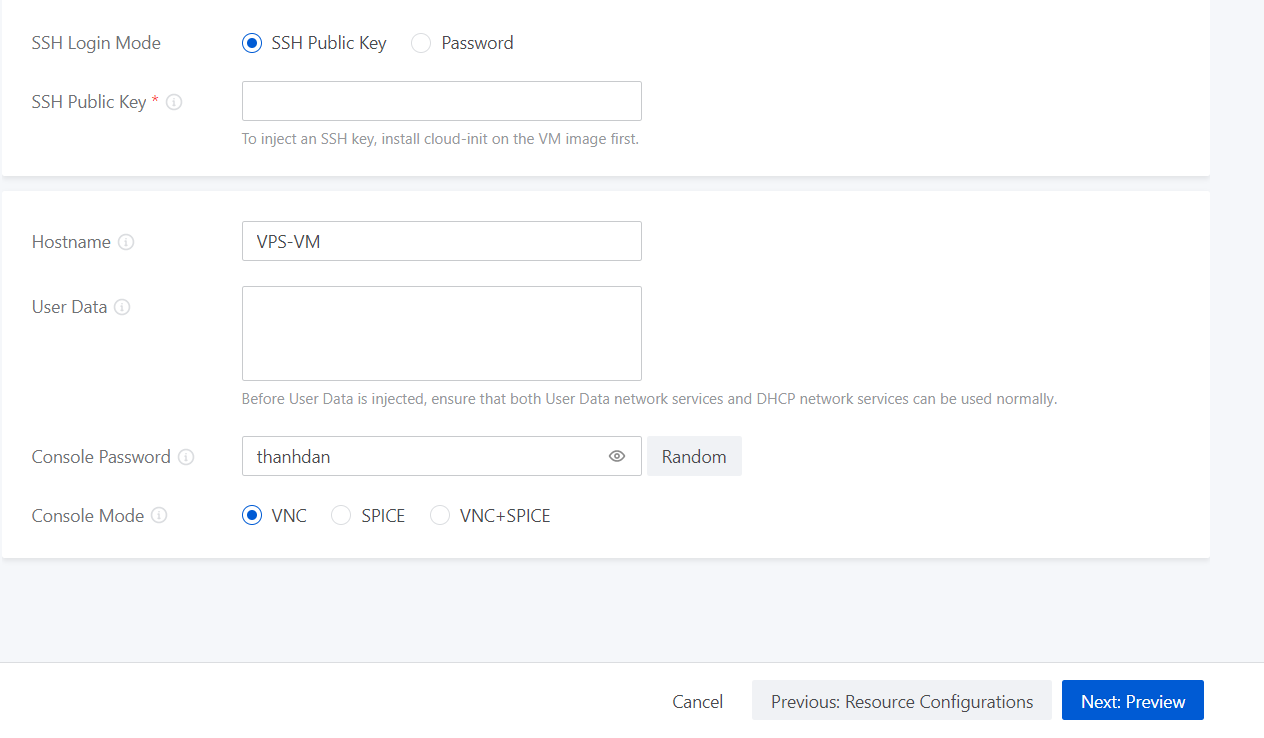 SSH Login Mode SSH Public Key Password
SSH Public Key *
To inject an SSH key, install cloud-init on the VM image first.
Hostname VPS-VM
User Data
Before User Data is injected, ensure that both User Data network services and DHCP network services can be used normally.
Console Password thanhdan Random
Console Mode VNC SPICE VNC+SPICE
Cancel Previous: Resource Configurations Next: Preview